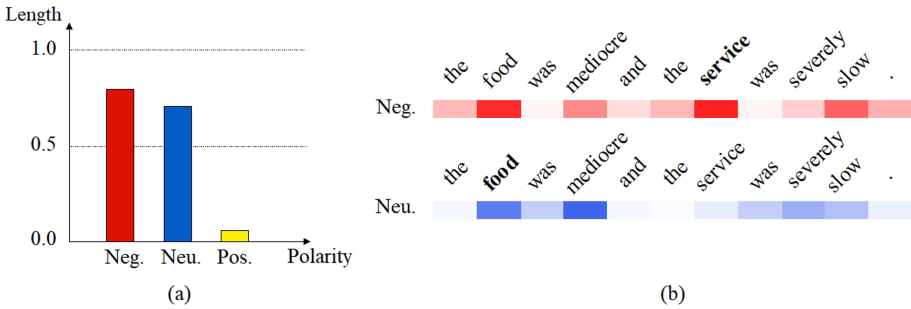 Length
1.0
0.5
0.0
Neg. Neu. Pos. Polarity
(a)
the food was mediocre and the service was severely slow .
Neg.
the food was mediocre and the service was severely slow .
Neu.
(b)